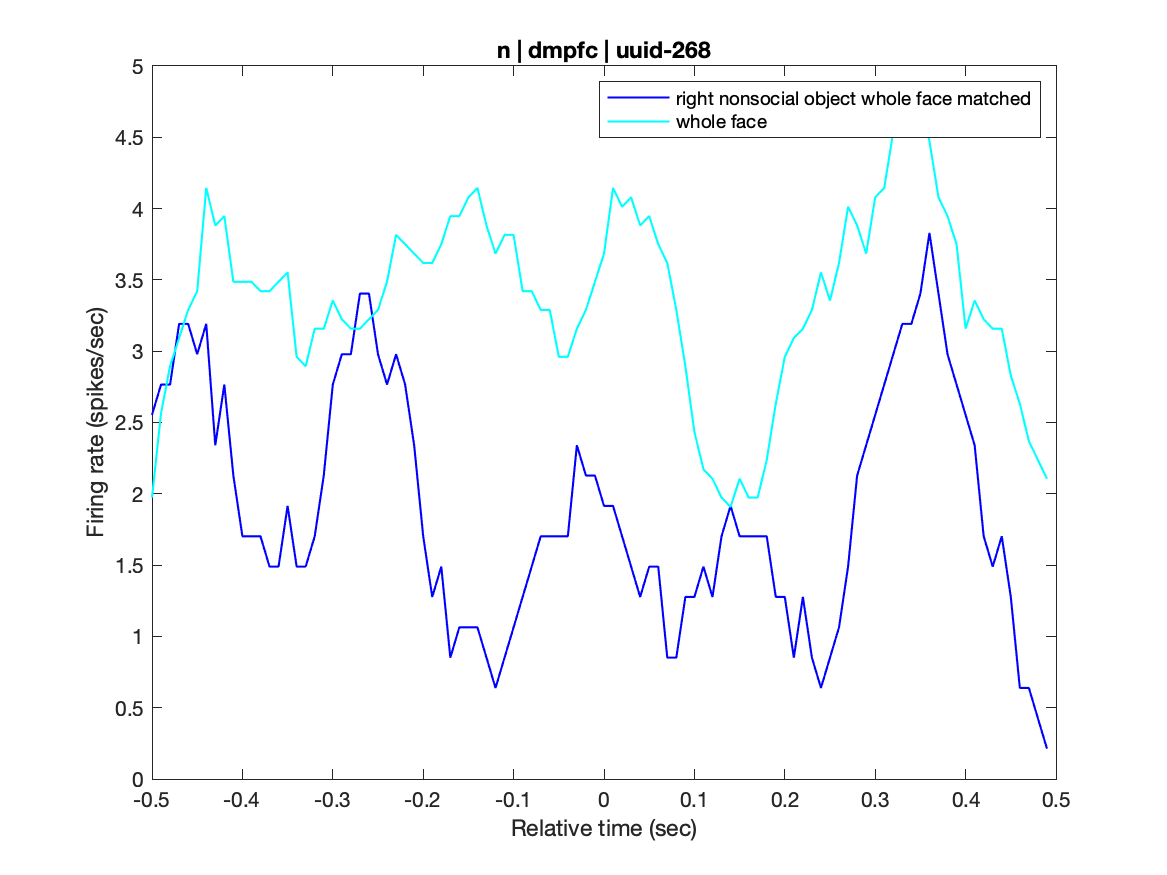 n | dmpfc | uuid-268
right nonsocial object whole face matched
whole face
Firing rate (spikes/sec)
5
4.5
4
3.5
3
2.5
2
1.5
1
0.5
0
-0.5 -0.4 -0.3 -0.2 -0.1 0 0.1 0.2 0.3 0.4 0.5
Relative time (sec)